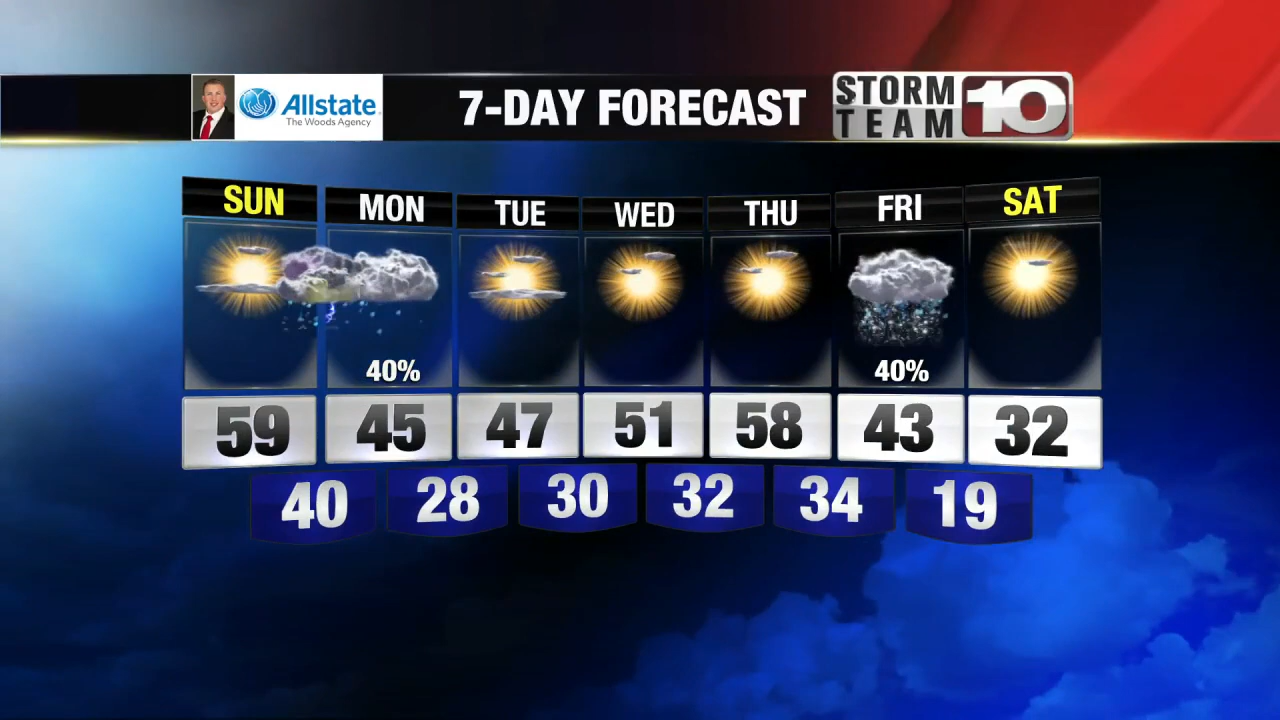 Allstate
The Woods Agency
7-DAY FORECAST
STORM
TEAM
10
SUN MON TUE WED THU FRI SAT
40% 40%
59 45 47 51 58 43 32
40 28 30 32 34 19